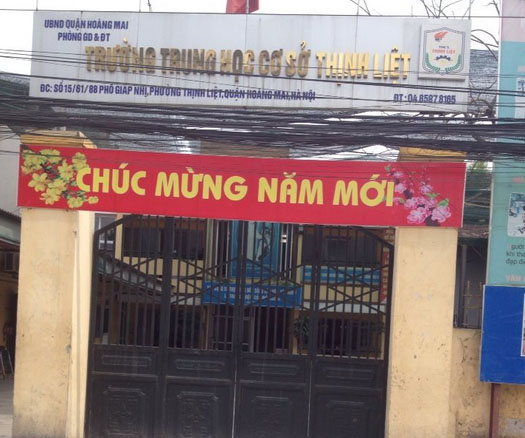 UBND QUẬN HOÀNG MAI
PHÒNG GD & ĐT
TRƯỜNG TRUNG HỌC CƠ SỞ THỊNH LIỆT
THỊNH LIỆT
ĐC: SỐ 15/61/88 PHỐ GIÁP NHỊ, PHƯỜNG THỊNH LIỆT, QUẬN HOÀNG MAI, HÀ NỘI
ĐT: 04 8587 8165
CHÚC MỪNG NĂM MỚI